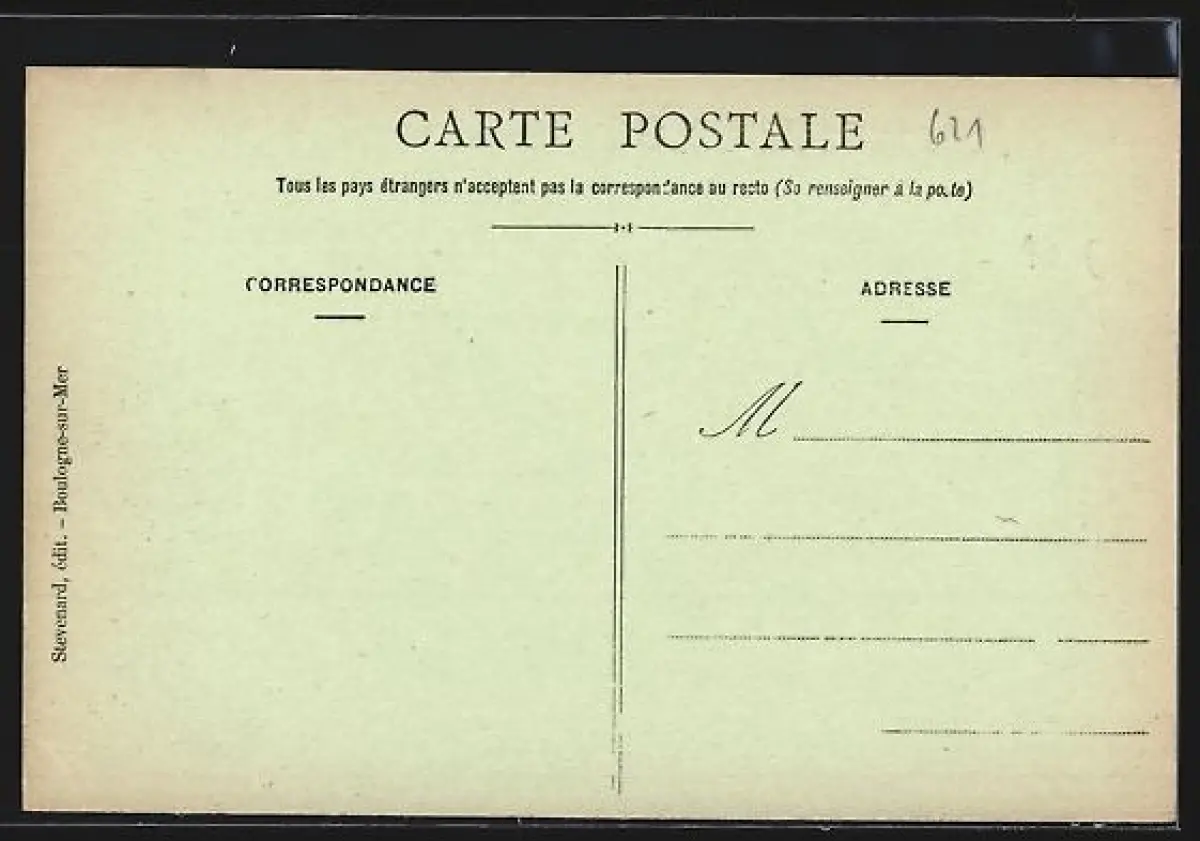 CARTE POSTALE
621
Tous les pays étrangers n'acceptent pas la correspondance au recto (Se renseigner à la poste)
CORRESPONDANCE
ADRESSE
M
Stevenard, édit. – Boulogne-sur-Mer